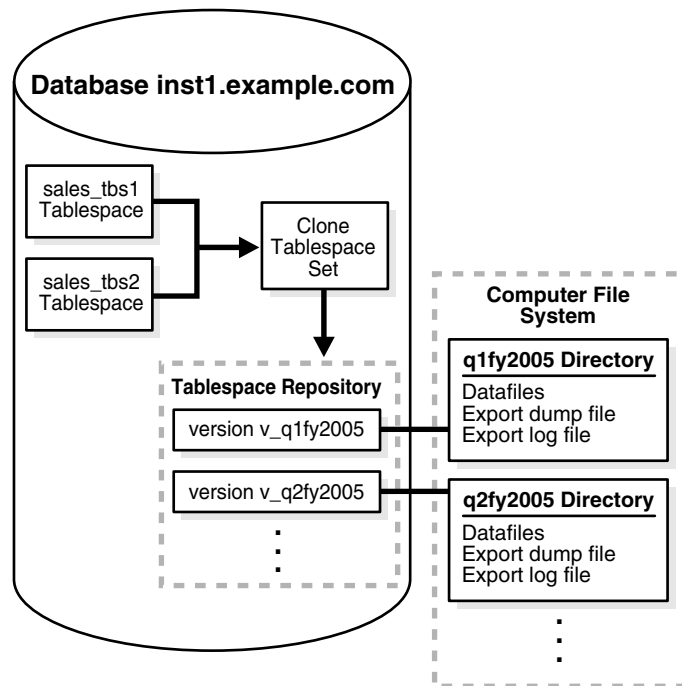 Database inst1.example.com
sales_tbs1
Tablespace
sales_tbs2
Tablespace
Clone
Tablespace
Set
Tablespace Repository
version v_q1fy2005
version v_q2fy2005
Computer File
System
q1fy2005 Directory
Datafiles
Export dump file
Export log file
q2fy2005 Directory
Datafiles
Export dump file
Export log file